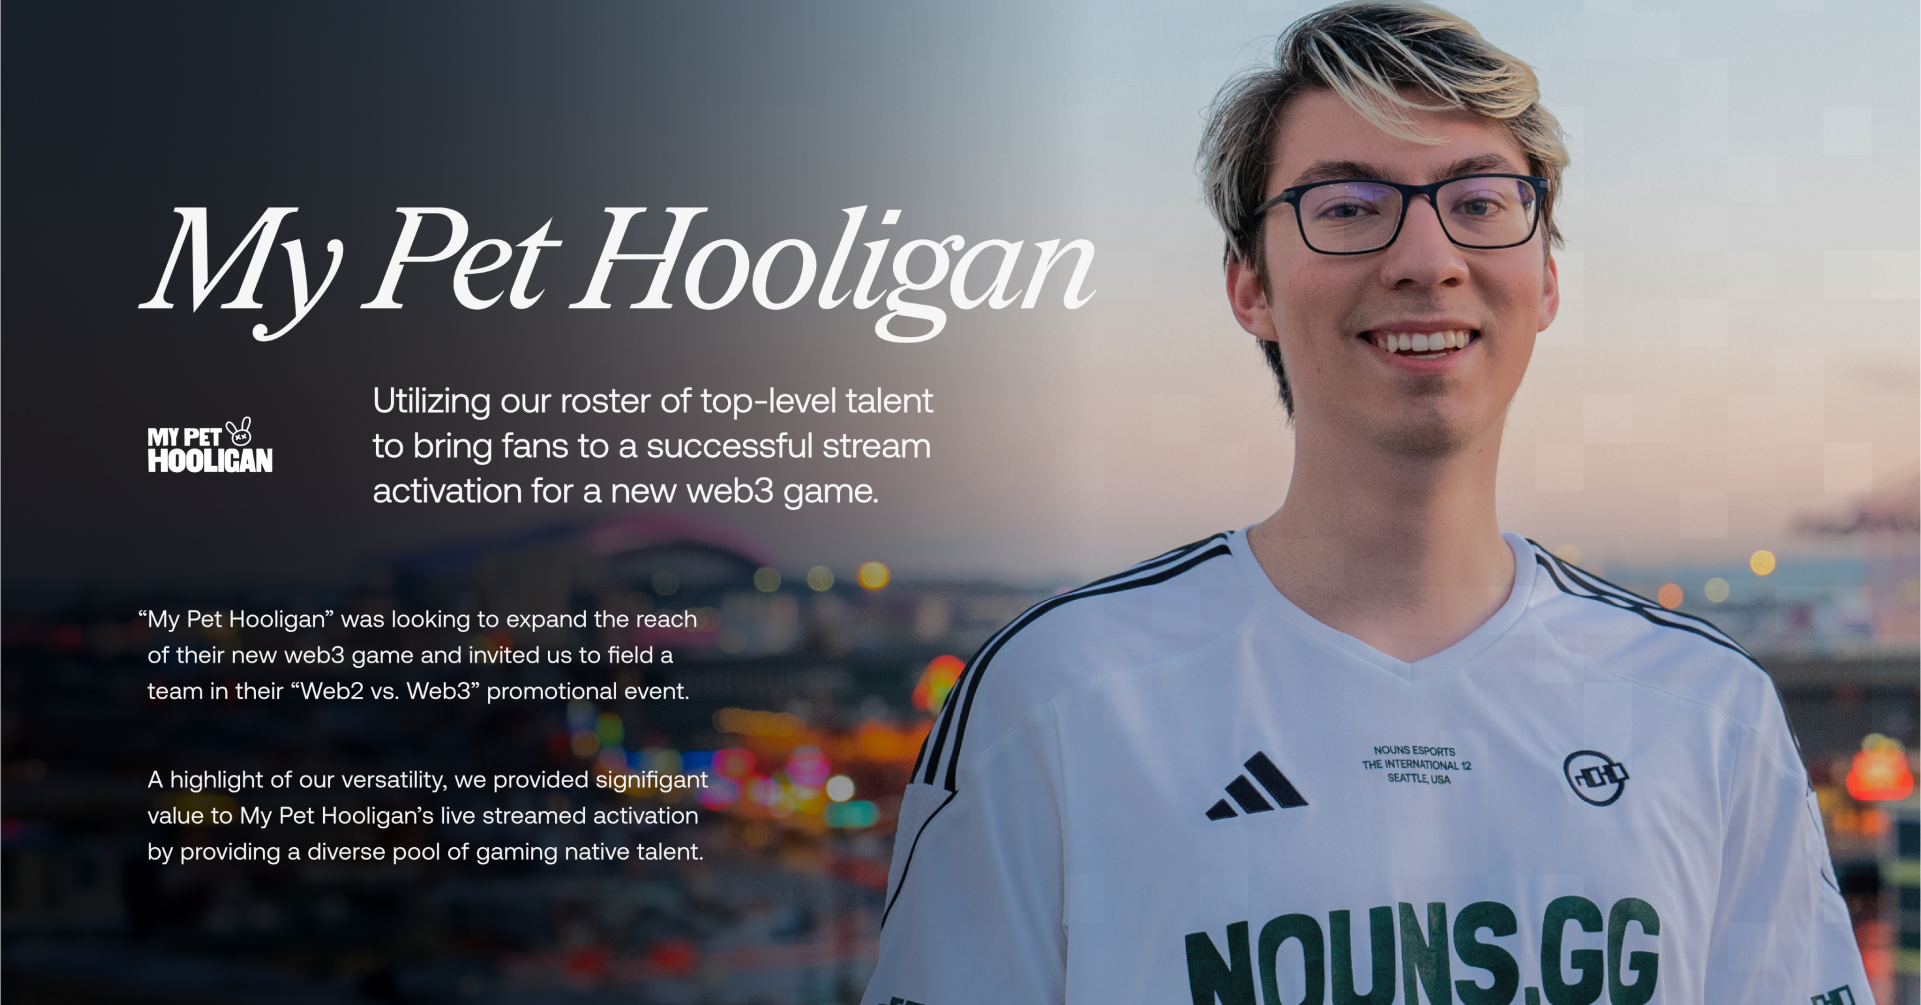 My Pet Hooligan
MY PET
HOOLIGAN
Utilizing our roster of top-level talent
to bring fans to a successful stream
activation for a new web3 game.
“My Pet Hooligan” was looking to expand the reach
of their new web3 game and invited us to field a
team in their “Web2 vs. Web3” promotional event.
A highlight of our versatility, we provided signifigant
value to My Pet Hooligan’s live streamed activation
by providing a diverse pool of gaming native talent.
NOUNS ESPORTS
THE INTERNATIONAL 12
SEATTLE, USA
NOUNS.GG